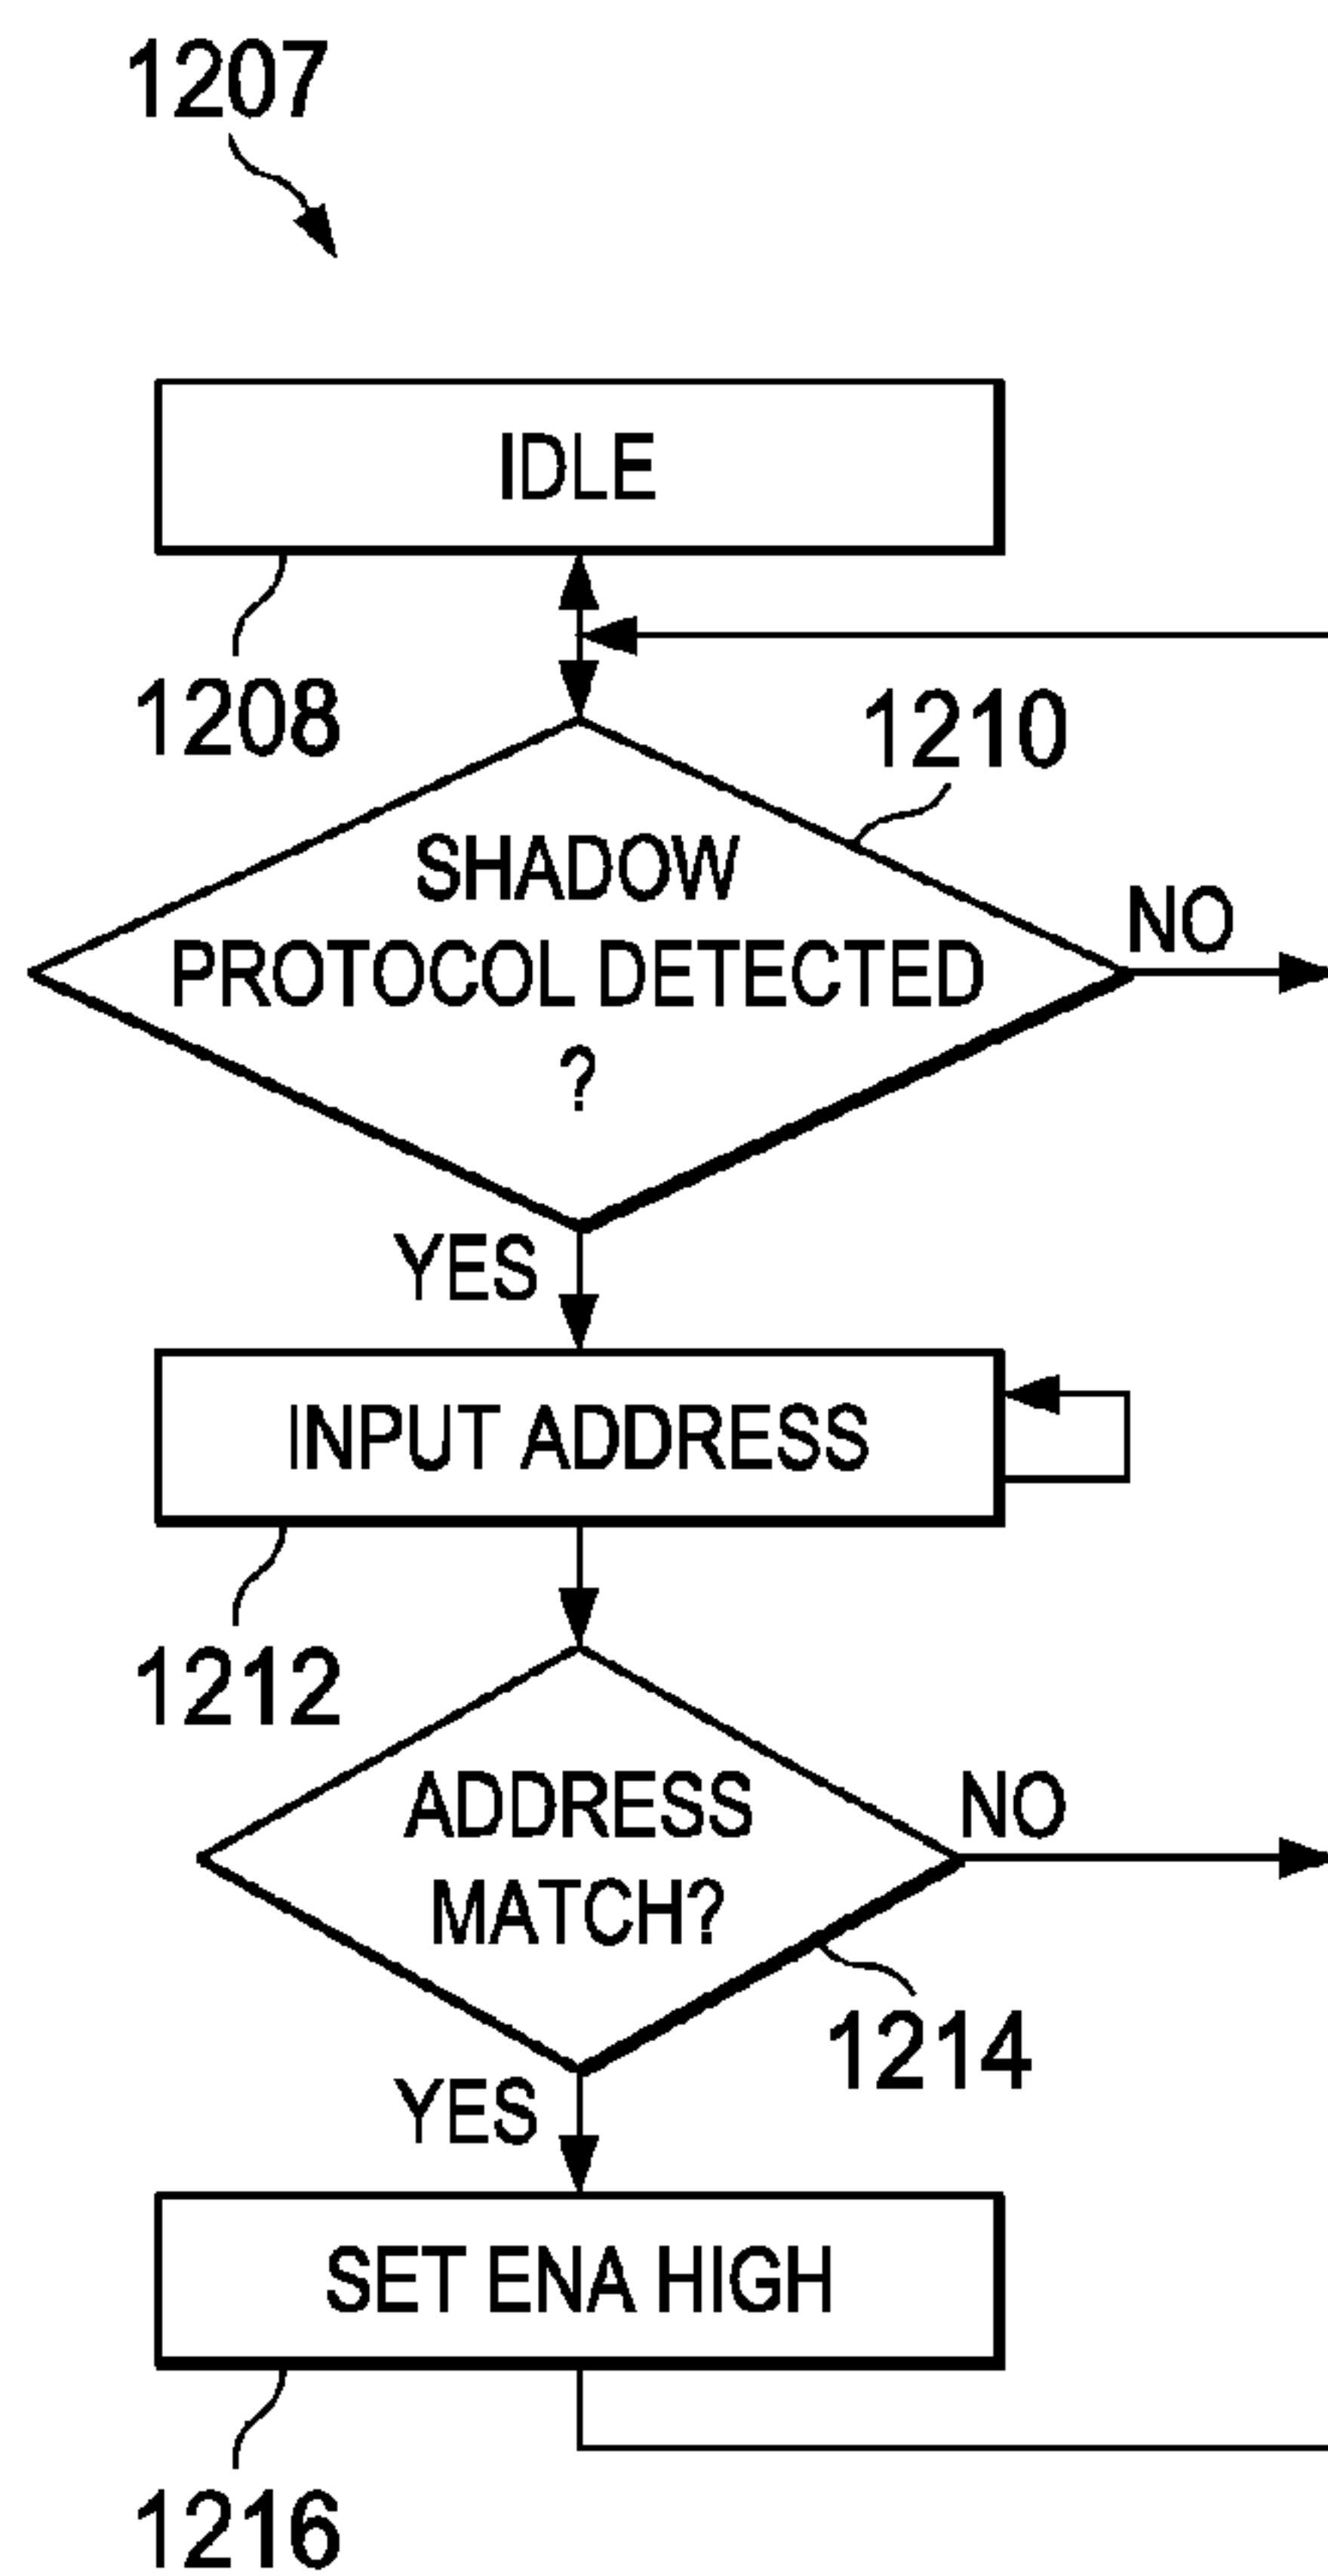 1207
IDLE
1208
1210
SHADOW
PROTOCOL DETECTED
?
NO
YES
INPUT ADDRESS
1212
ADDRESS
MATCH?
NO
1214
YES
SET ENA HIGH
1216